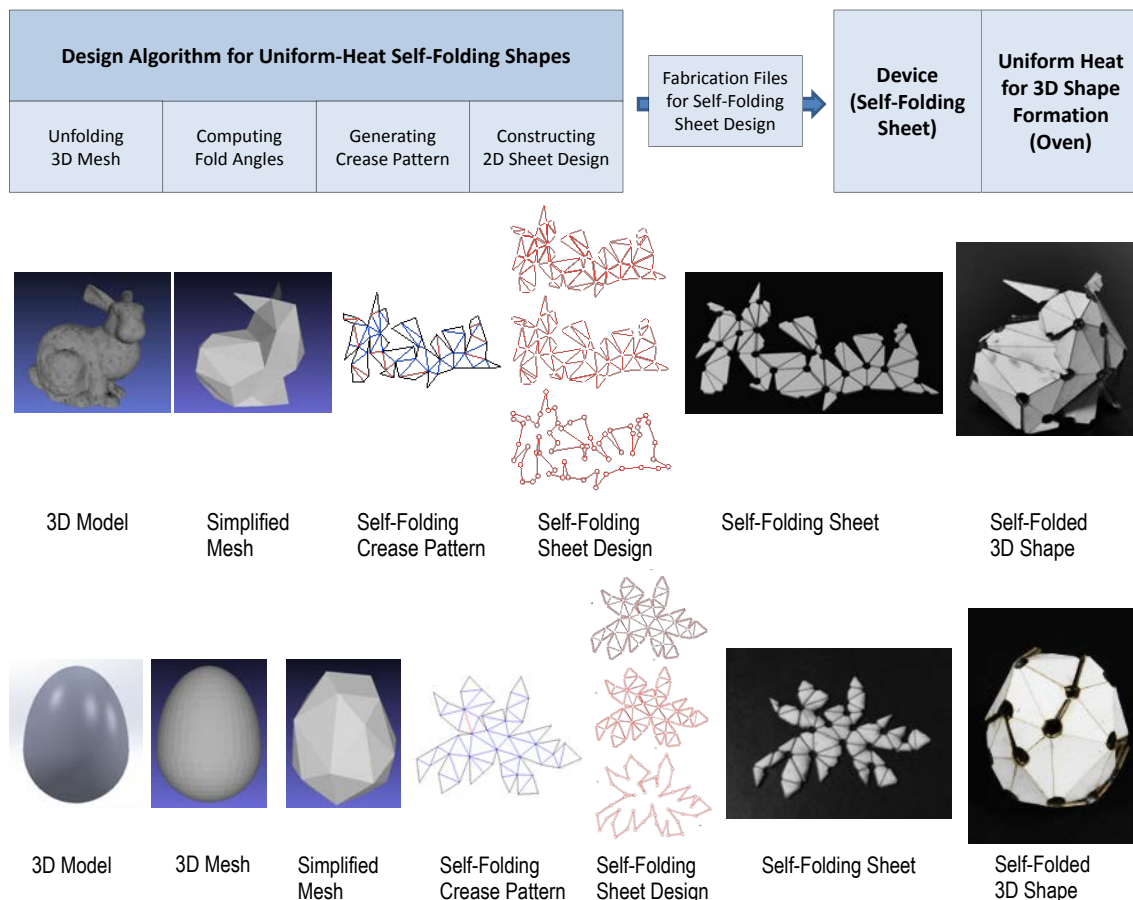 Design Algorithm for Uniform-Heat Self-Folding Shapes
Unfolding
3D Mesh
Computing
Fold Angles
Generating
Crease Pattern
Constructing
2D Sheet Design
Fabrication Files
for Self-Folding
Sheet Design
Device
(Self-Folding
Sheet)
Uniform Heat
for 3D Shape
Formation
(Oven)
3D Model
Simplified
Mesh
Self-Folding
Crease Pattern
Self-Folding
Sheet Design
Self-Folding Sheet
Self-Folded
3D Shape
3D Model
3D Mesh
Simplified
Mesh
Self-Folding
Crease Pattern
Self-Folding
Sheet Design
Self-Folding Sheet
Self-Folded
3D Shape